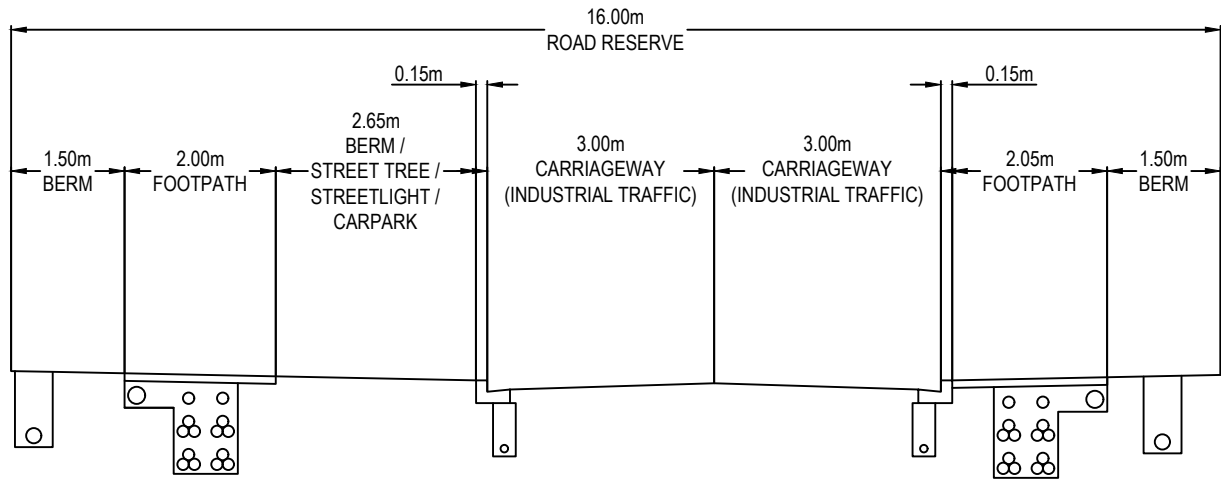 16.00m
ROAD RESERVE
0.15m
0.15m
2.65m
BERM /
STREET TREE /
STREETLIGHT /
CARPARK
1.50m
BERM
2.00m
FOOTPATH
3.00m
CARRIAGEWAY
(INDUSTRIAL TRAFFIC)
3.00m
CARRIAGEWAY
(INDUSTRIAL TRAFFIC)
2.05m
FOOTPATH
1.50m
BERM